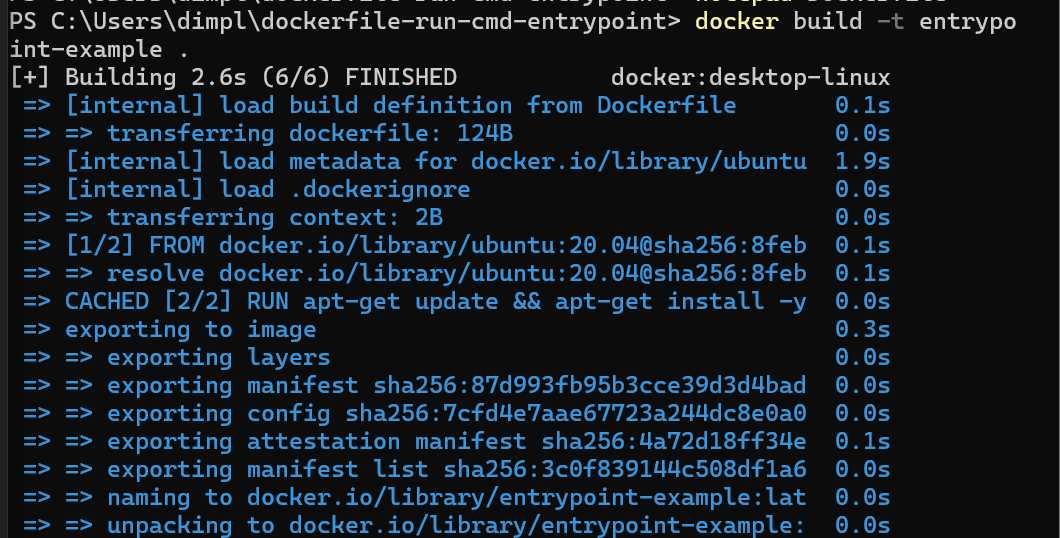 PS C:\Users\dimpl\dockerfile-run-cmd-entrypoint> docker build -t entrypo
int-example .
[+] Building 2.6s (6/6) FINISHED docker:desktop-linux
=> [internal] load build definition from Dockerfile 0.1s
=> => transferring dockerfile: 124B 0.0s
=> [internal] load metadata for docker.io/library/ubuntu 1.9s
=> [internal] load .dockerignore 0.0s
=> => transferring context: 2B 0.0s
=> [1/2] FROM docker.io/library/ubuntu:20.04@sha256:8feb 0.1s
=> => resolve docker.io/library/ubuntu:20.04@sha256:8feb 0.1s
=> CACHED [2/2] RUN apt-get update && apt-get install -y 0.0s
=> exporting to image 0.3s
=> => exporting layers 0.0s
=> => exporting manifest sha256:87d993fb95b3cce39d3d4bad 0.0s
=> => exporting config sha256:7cfd4e7aae67723a244dc8e0a0 0.0s
=> => exporting attestation manifest sha256:4a72d18ff34e 0.1s
=> => exporting manifest list sha256:3c0f839144c508df1a6 0.0s
=> => naming to docker.io/library/entrypoint-example:lat 0.0s
=> => unpacking to docker.io/library/entrypoint-example: 0.0s